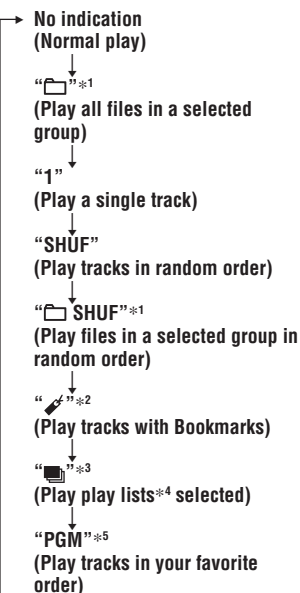 No indication
(Normal play)
“ ”*1
(Play all files in a selected
group)
“1”
(Play a single track)
“SHUF”
(Play tracks in random order)
“ SHUF”*1
(Play files in a selected group in
random order)
“ ”*2
(Play tracks with Bookmarks)
“ ”*3
(Play play lists*4 selected)
“PGM”*5
(Play tracks in your favorite
order)